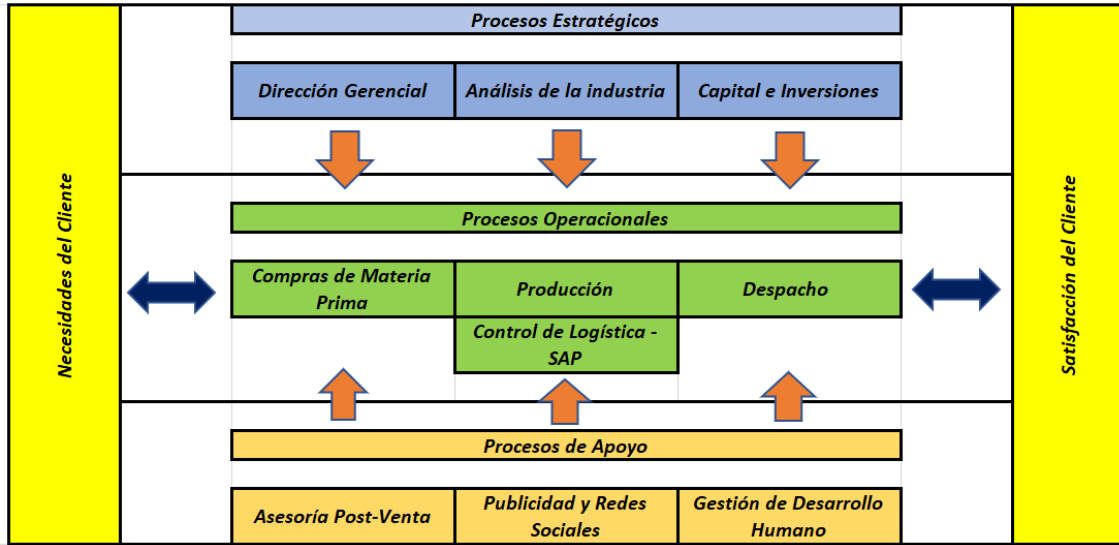 Procesos Estratégicos
Dirección Gerencial
Análisis de la industria
Capital e Inversiones
Necesidades del Cliente
Procesos Operacionales
Compras de Materia
Prima
Producción
Despacho
Control de Logística -
SAP
Satisfacción del Cliente
Procesos de Apoyo
Asesoría Post-Venta
Publicidad y Redes
Sociales
Gestión de Desarrollo
Humano